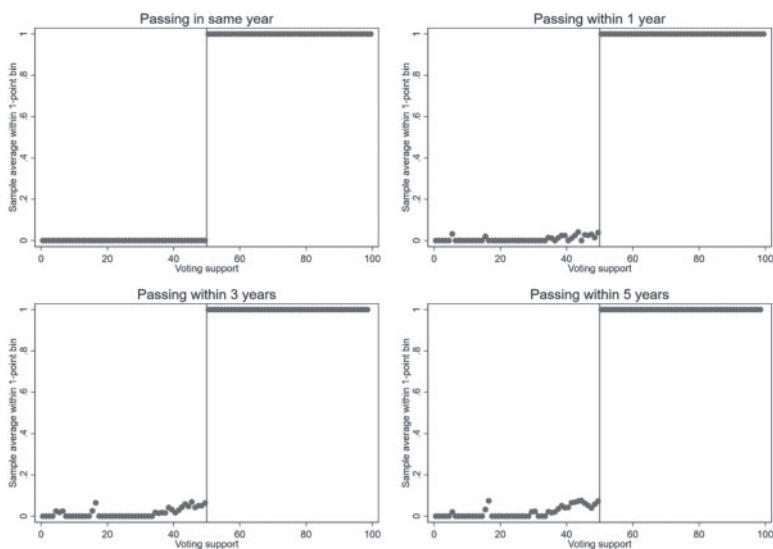 Passing in same year
Sample average within 1-point bin
0 .2 .4 .6 .8 1
0 20 40 60 80 100
Voting support
Passing within 1 year
Sample average within 1-point bin
0 .2 .4 .6 .8 1
0 20 40 60 80 100
Voting support
Passing within 3 years
Sample average within 1-point bin
0 .2 .4 .6 .8 1
0 20 40 60 80 100
Voting support
Passing within 5 years
Sample average within 1-point bin
0 .2 .4 .6 .8 1
0 20 40 60 80 100
Voting support